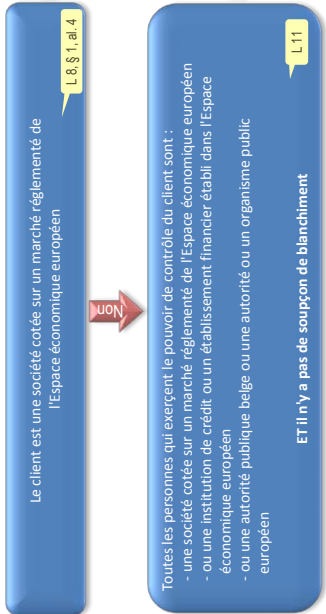 Le client est une société cotée sur un marché réglementé de
l'Espace économique européen
L 8, § 1, al. 4
Non
Toutes les personnes qui exerçent le pouvoir de contrôle du client sont :
- une société cotée sur un marché réglementé de l'Espace économique européen
- ou une institution de crédit ou un établissement financier établi dans l'Espace
économique européen
- ou une autorité publique belge ou une autorité ou un organisme public
européen
ET il n'y a pas de soupçon de blanchiment
L 11